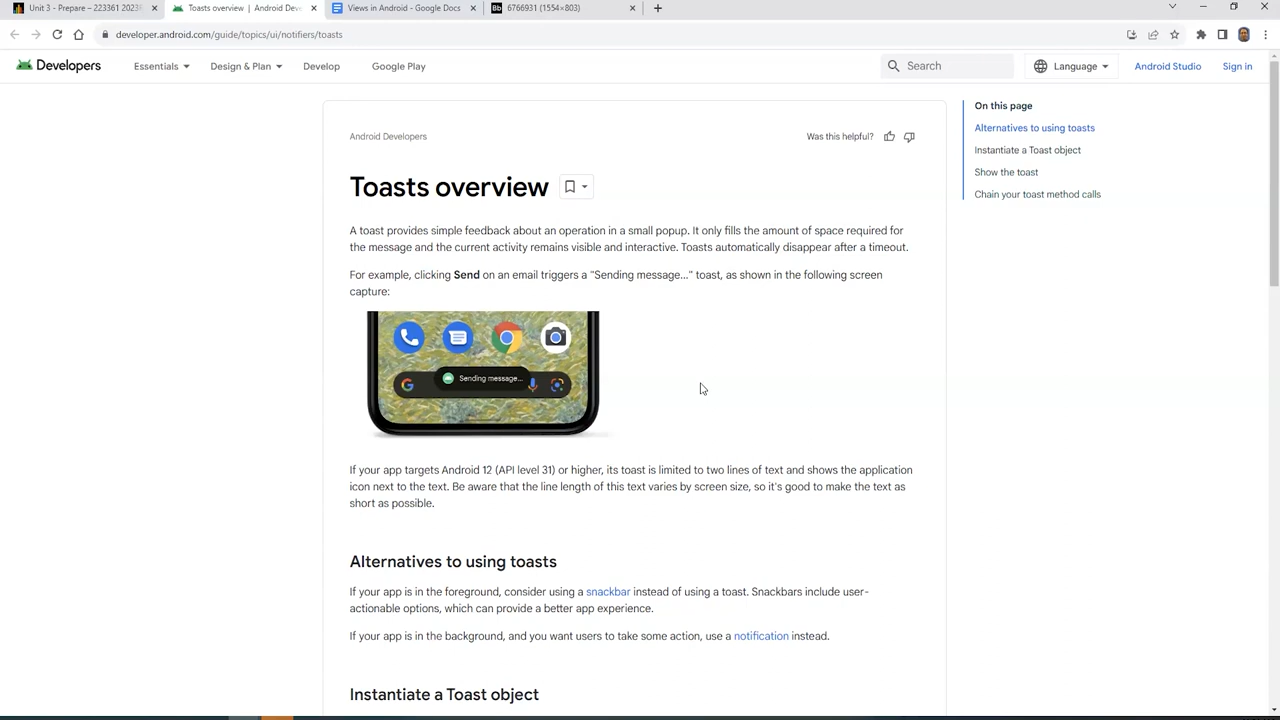 Unit 3 - Prepare – 223361 2023
Toasts overview | Android Deve
Views in Android - Google Docs
Bb 6766931 (1554×803)
developer.android.com/guide/topics/ui/notifiers/toasts
Developers
Essentials
Design & Plan
Develop
Google Play
Search
Language
Android Studio
Sign in
Android Developers
Was this helpful?
Toasts overview
A toast provides simple feedback about an operation in a small popup. It only fills the amount of space required for
the message and the current activity remains visible and interactive. Toasts automatically disappear after a timeout.
For example, clicking Send on an email triggers a "Sending message..." toast, as shown in the following screen
capture:
Sending message...
If your app targets Android 12 (API level 31) or higher, its toast is limited to two lines of text and shows the application
icon next to the text. Be aware that the line length of this text varies by screen size, so it's good to make the text as
short as possible.
Alternatives to using toasts
If your app is in the foreground, consider using a snackbar instead of using a toast. Snackbars include user-
actionable options, which can provide a better app experience.
If your app is in the background, and you want users to take some action, use a notification instead.
Instantiate a Toast object
On this page
Alternatives to using toasts
Instantiate a Toast object
Show the toast
Chain your toast method calls